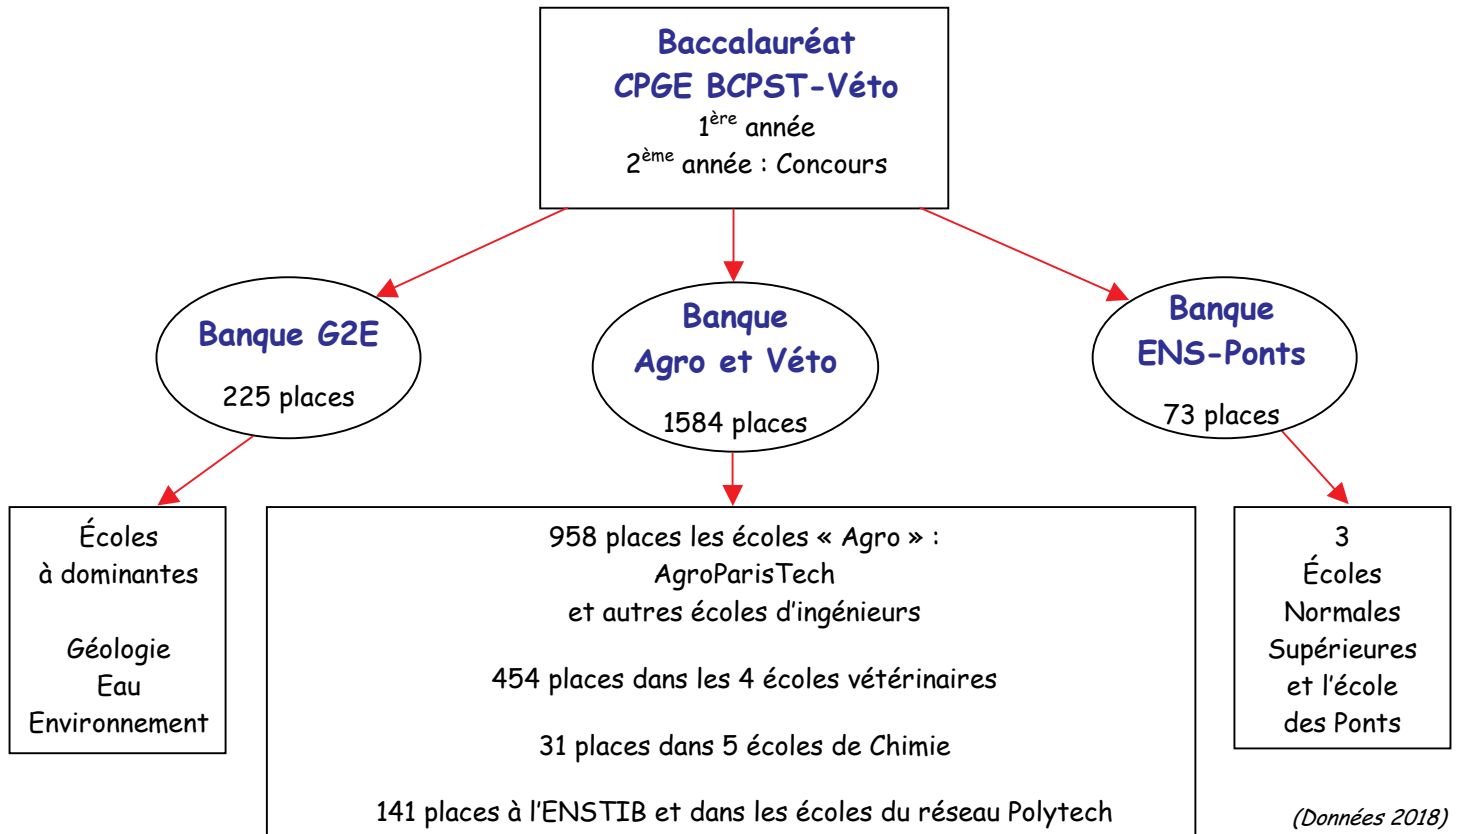 Baccalauréat
CPGE BCPST-Véto
1ère année
2ème année : Concours
Banque G2E
225 places
Banque
Agro et Véto
1584 places
Banque
ENS-Ponts
73 places
Écoles
à dominantes
Géologie
Eau
Environnement
958 places les écoles « Agro » :
AgroParisTech
et autres écoles d'ingénieurs
454 places dans les 4 écoles vétérinaires
31 places dans 5 écoles de Chimie
141 places à l'ENSTIB et dans les écoles du réseau Polytech
3
Écoles
Normales
Supérieures
et l'école
des Ponts
(Données 2018)